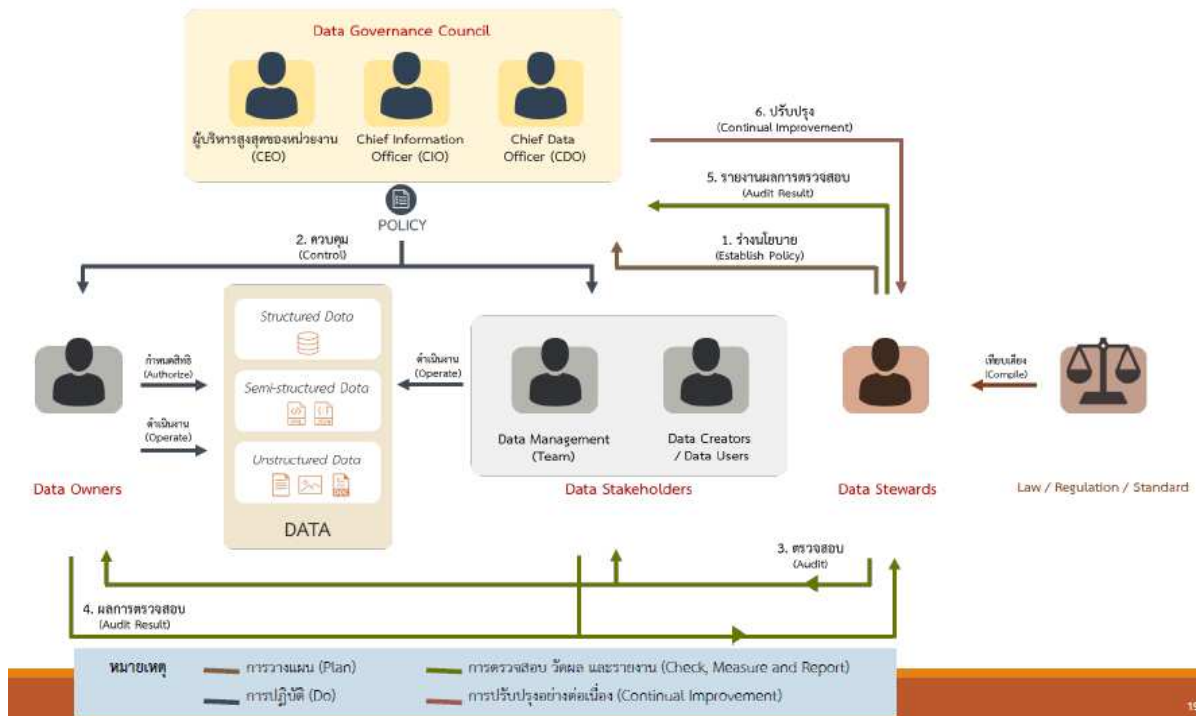 Data Governance Council
ผู้บริหารสูงสุดของหน่วยงาน
(CEO)
Chief Information
Officer (CIO)
Chief Data
Officer (CDO)
POLICY
6. ปรับปรุง
(Continual Improvement)
5. รายงานผลการตรวจสอบ
(Audit Result)
1. ร่างนโยบาย
(Establish Policy)
2. ควบคุม
(Control)
กำหนดสิทธิ
(Authorize)
ดำเนินงาน
(Operate)
Structured Data
Semi-structured Data
Unstructured Data
DATA
ดำเนินงาน
(Operate)
Data Management
(Team)
Data Creators
/ Data Users
เทียบเคียง
(Compile)
Data Owners
Data Stakeholders
Data Stewards
Law / Regulation / Standard
3. ตรวจสอบ
(Audit)
4. ผลการตรวจสอบ
(Audit Result)
หมายเหตุ
การวางแผน (Plan)
การตรวจสอบ วัดผล และรายงาน (Check, Measure and Report)
การปฏิบัติ (Do)
การปรับปรุงอย่างต่อเนื่อง (Continual Improvement)